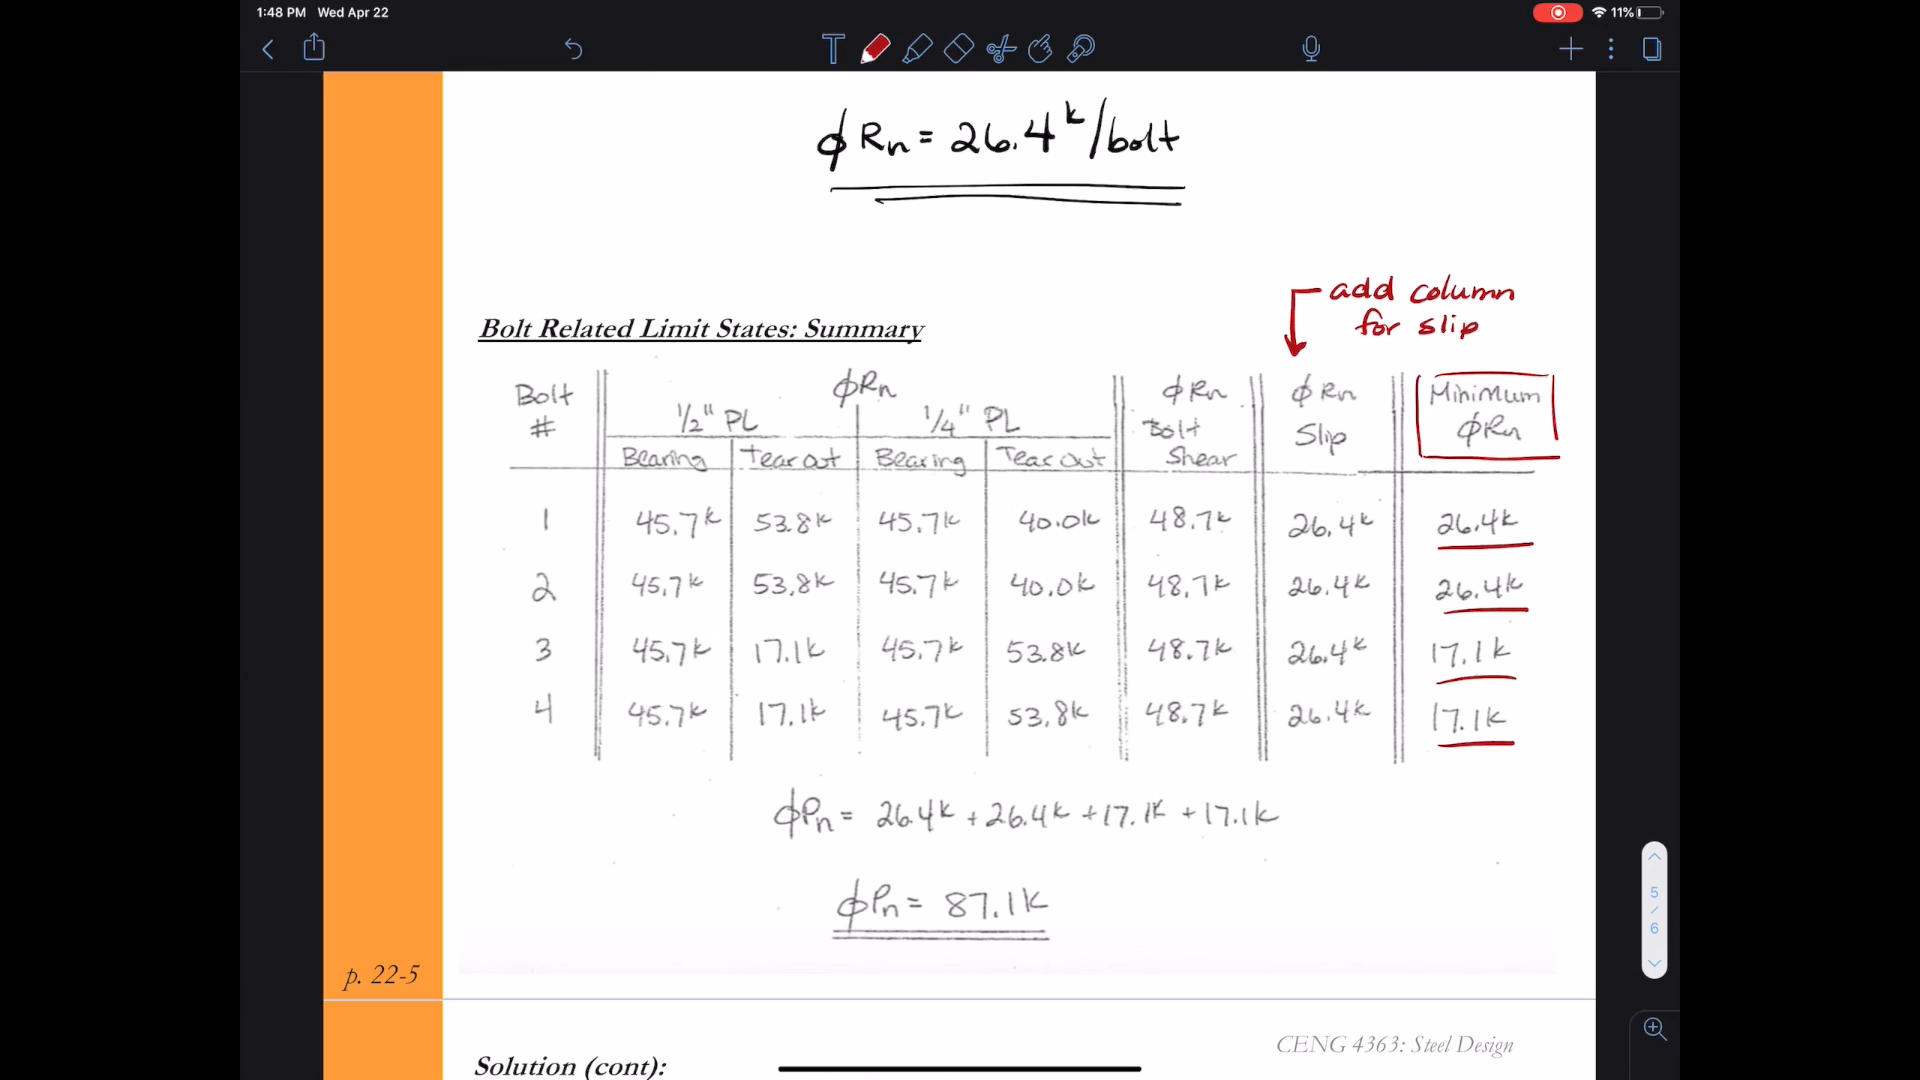 1:48 PM Wed Apr 22
11%
T
ϕRn = 26.4ᵏ/bolt
add column
for slip
Bolt Related Limit States: Summary
Bolt # ϕRn ϕRn Bolt Shear ϕRn Slip Minimum ϕRn
1/2" PL 1/4" PL
Bearing Tear out Bearing Tear Out
1 45.7k 53.8k 45.7k 40.0k 48.7k 26.4k 26.4k
2 45.7k 53.8k 45.7k 40.0k 48.7k 26.4k 26.4k
3 45.7k 17.1k 45.7k 53.8k 48.7k 26.4k 17.1k
4 45.7k 17.1k 45.7k 53.8k 48.7k 26.4k 17.1k
ϕPn = 26.4k + 26.4k + 17.1k + 17.1k
ϕPn = 87.1k
5
/
6
p. 22-5
CENG 4363: Steel Design
Solution (cont):